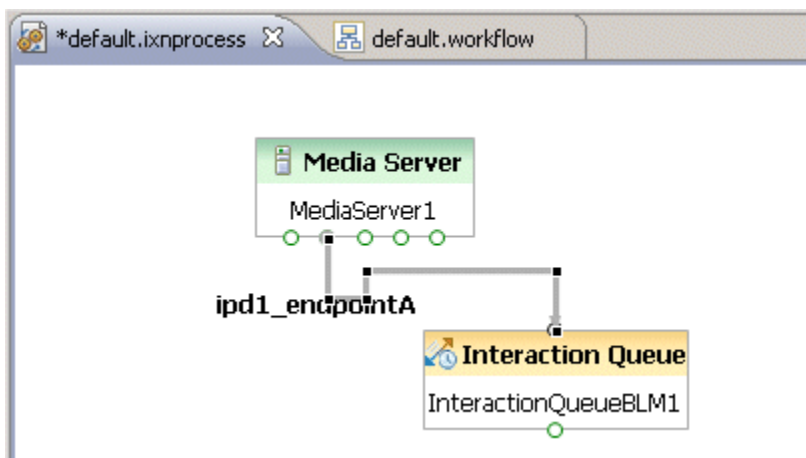 *default.ixnprocess default.workflow
Media Server
MediaServer1
ipd1_endpointA
Interaction Queue
InteractionQueueBLM1